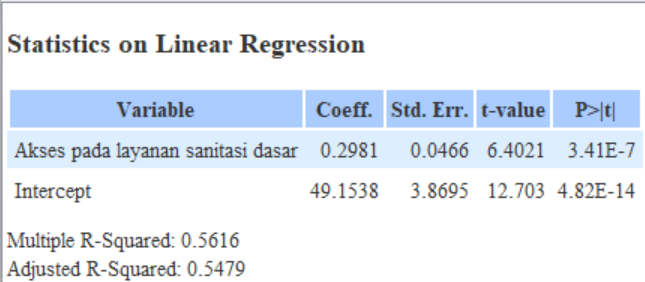 Statistics on Linear Regression
Variable Coeff. Std. Err. t-value P>|t|
Akses pada layanan sanitasi dasar 0.2981 0.0466 6.4021 3.41E-7
Intercept 49.1538 3.8695 12.703 4.82E-14
Multiple R-Squared: 0.5616
Adjusted R-Squared: 0.5479